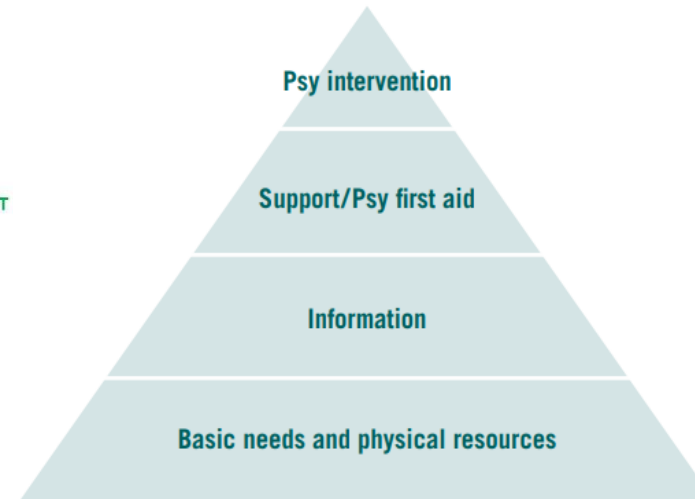 Psy intervention
T
Support/Psy first aid
Information
Basic needs and physical resources